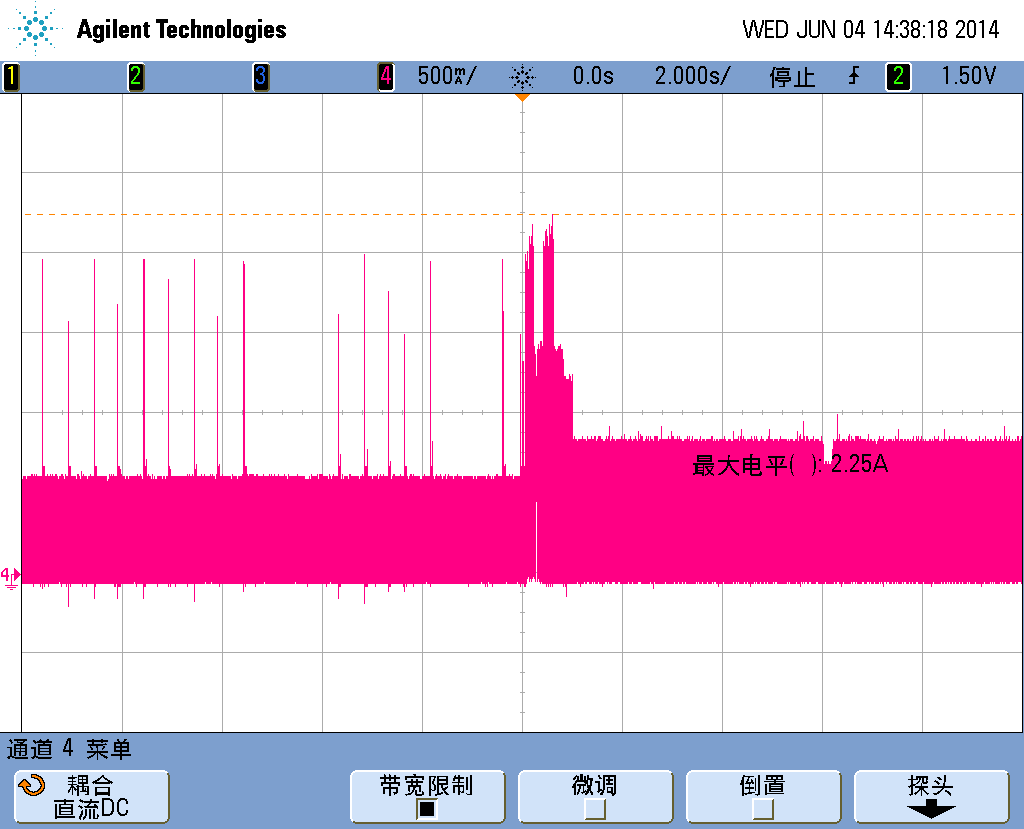 Agilent Technologies
WED JUN 04 14:38:18 2014
1 2 3 4 500m/ 0.0s 2.000s/ 停止 2 1.50V
最大电平( ): 2.25A
4
通道 4 菜单
耦合
直流DC
带宽限制
微调
倒置
探头